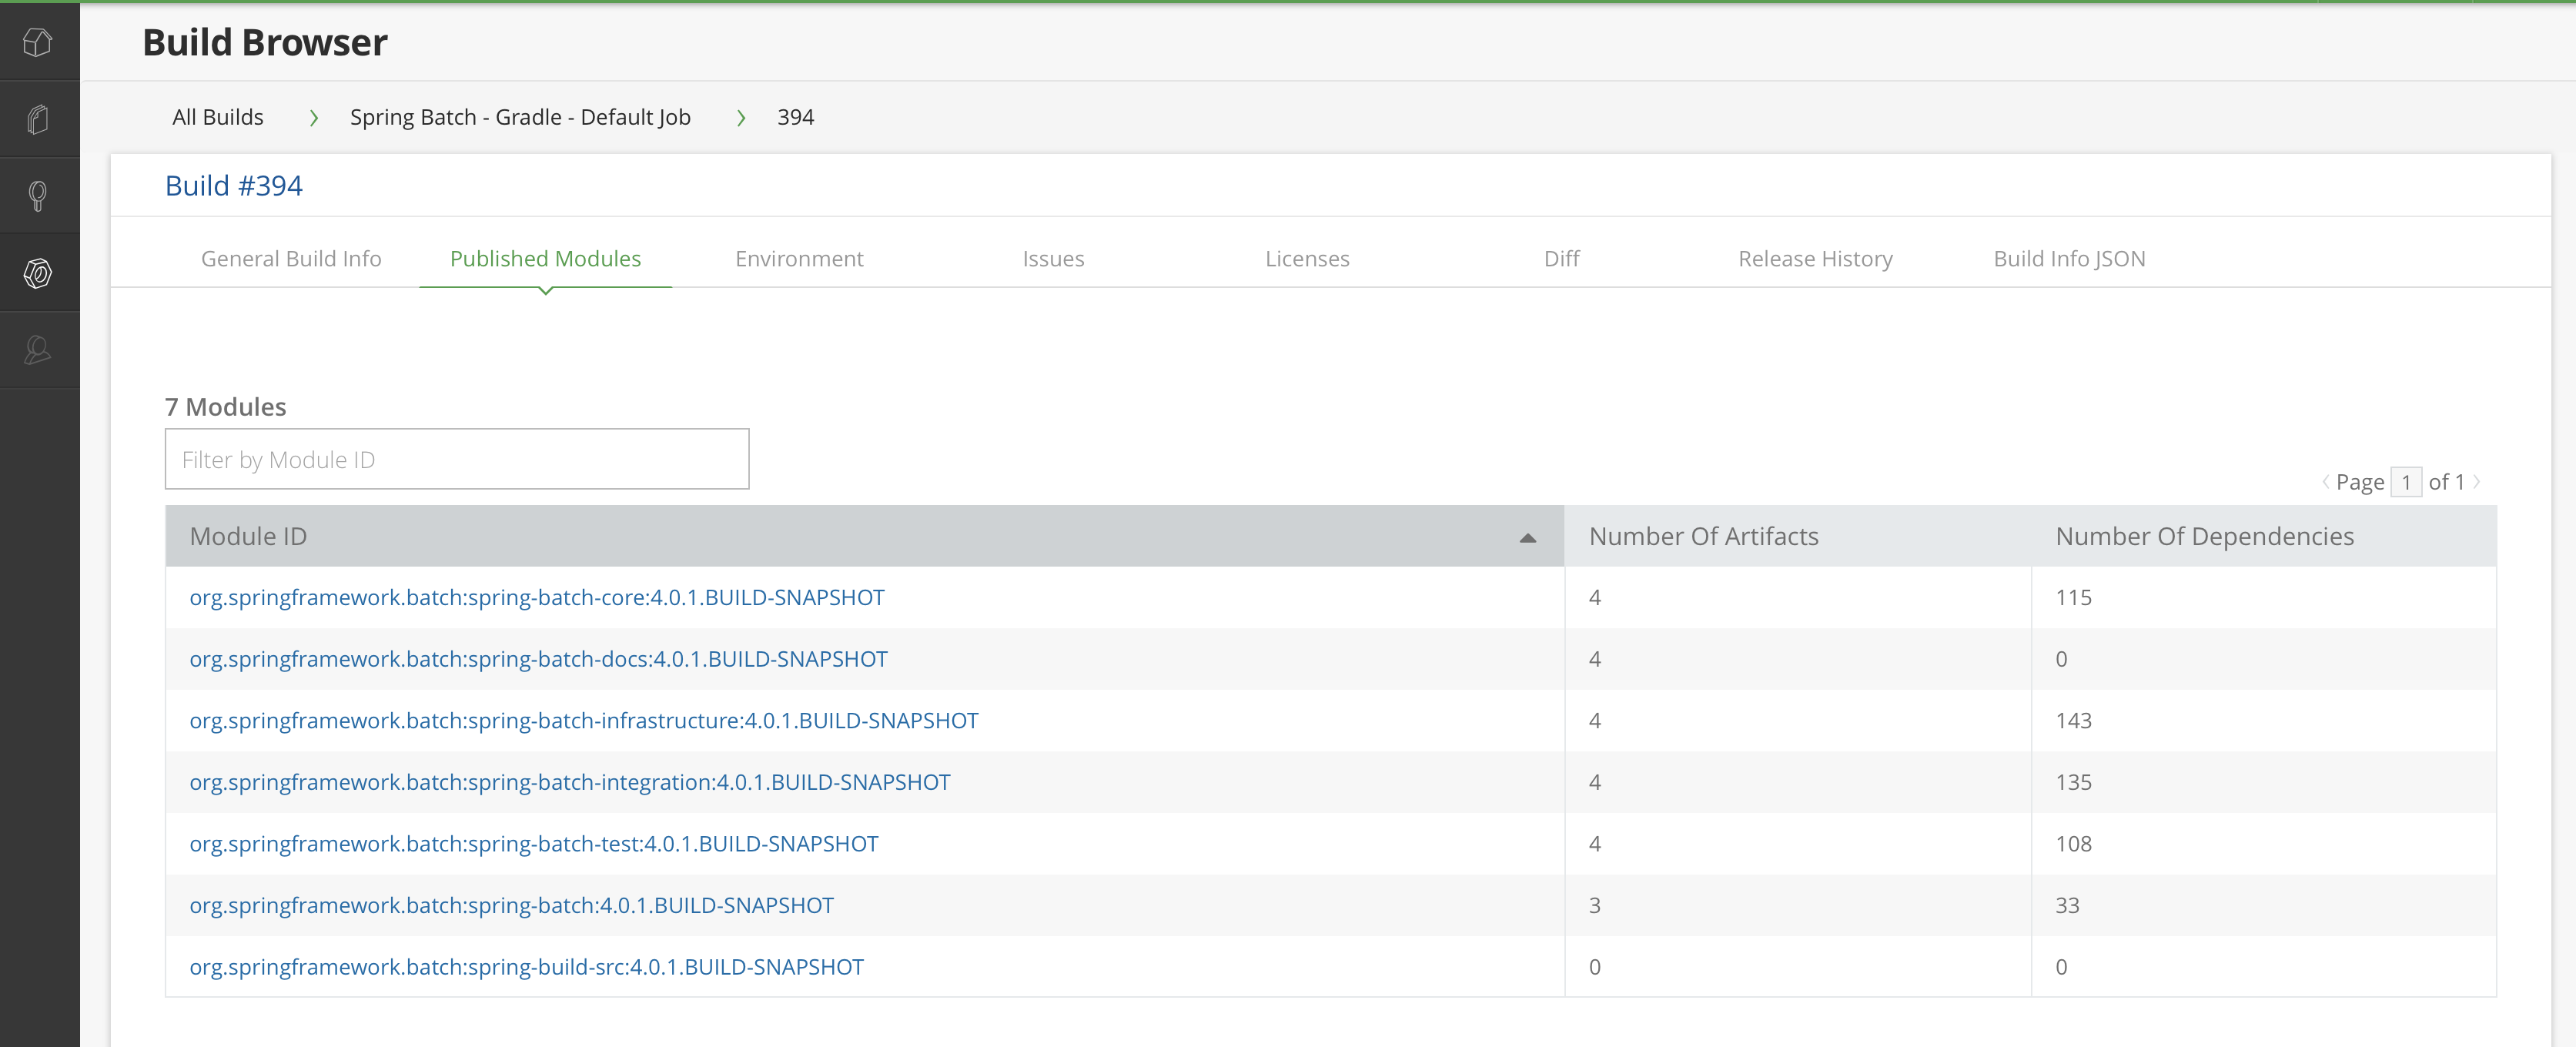 Build Browser
All Builds Spring Batch - Gradle - Default Job 394
Build #394
General Build Info Published Modules Environment Issues Licenses Diff Release History Build Info JSON
7 Modules
Filter by Module ID
Page 1 of 1
Module ID Number Of Artifacts Number Of Dependencies
org.springframework.batch:spring-batch-core:4.0.1.BUILD-SNAPSHOT 4 115
org.springframework.batch:spring-batch-docs:4.0.1.BUILD-SNAPSHOT 4 0
org.springframework.batch:spring-batch-infrastructure:4.0.1.BUILD-SNAPSHOT 4 143
org.springframework.batch:spring-batch-integration:4.0.1.BUILD-SNAPSHOT 4 135
org.springframework.batch:spring-batch-test:4.0.1.BUILD-SNAPSHOT 4 108
org.springframework.batch:spring-batch:4.0.1.BUILD-SNAPSHOT 3 33
org.springframework.batch:spring-build-src:4.0.1.BUILD-SNAPSHOT 0 0